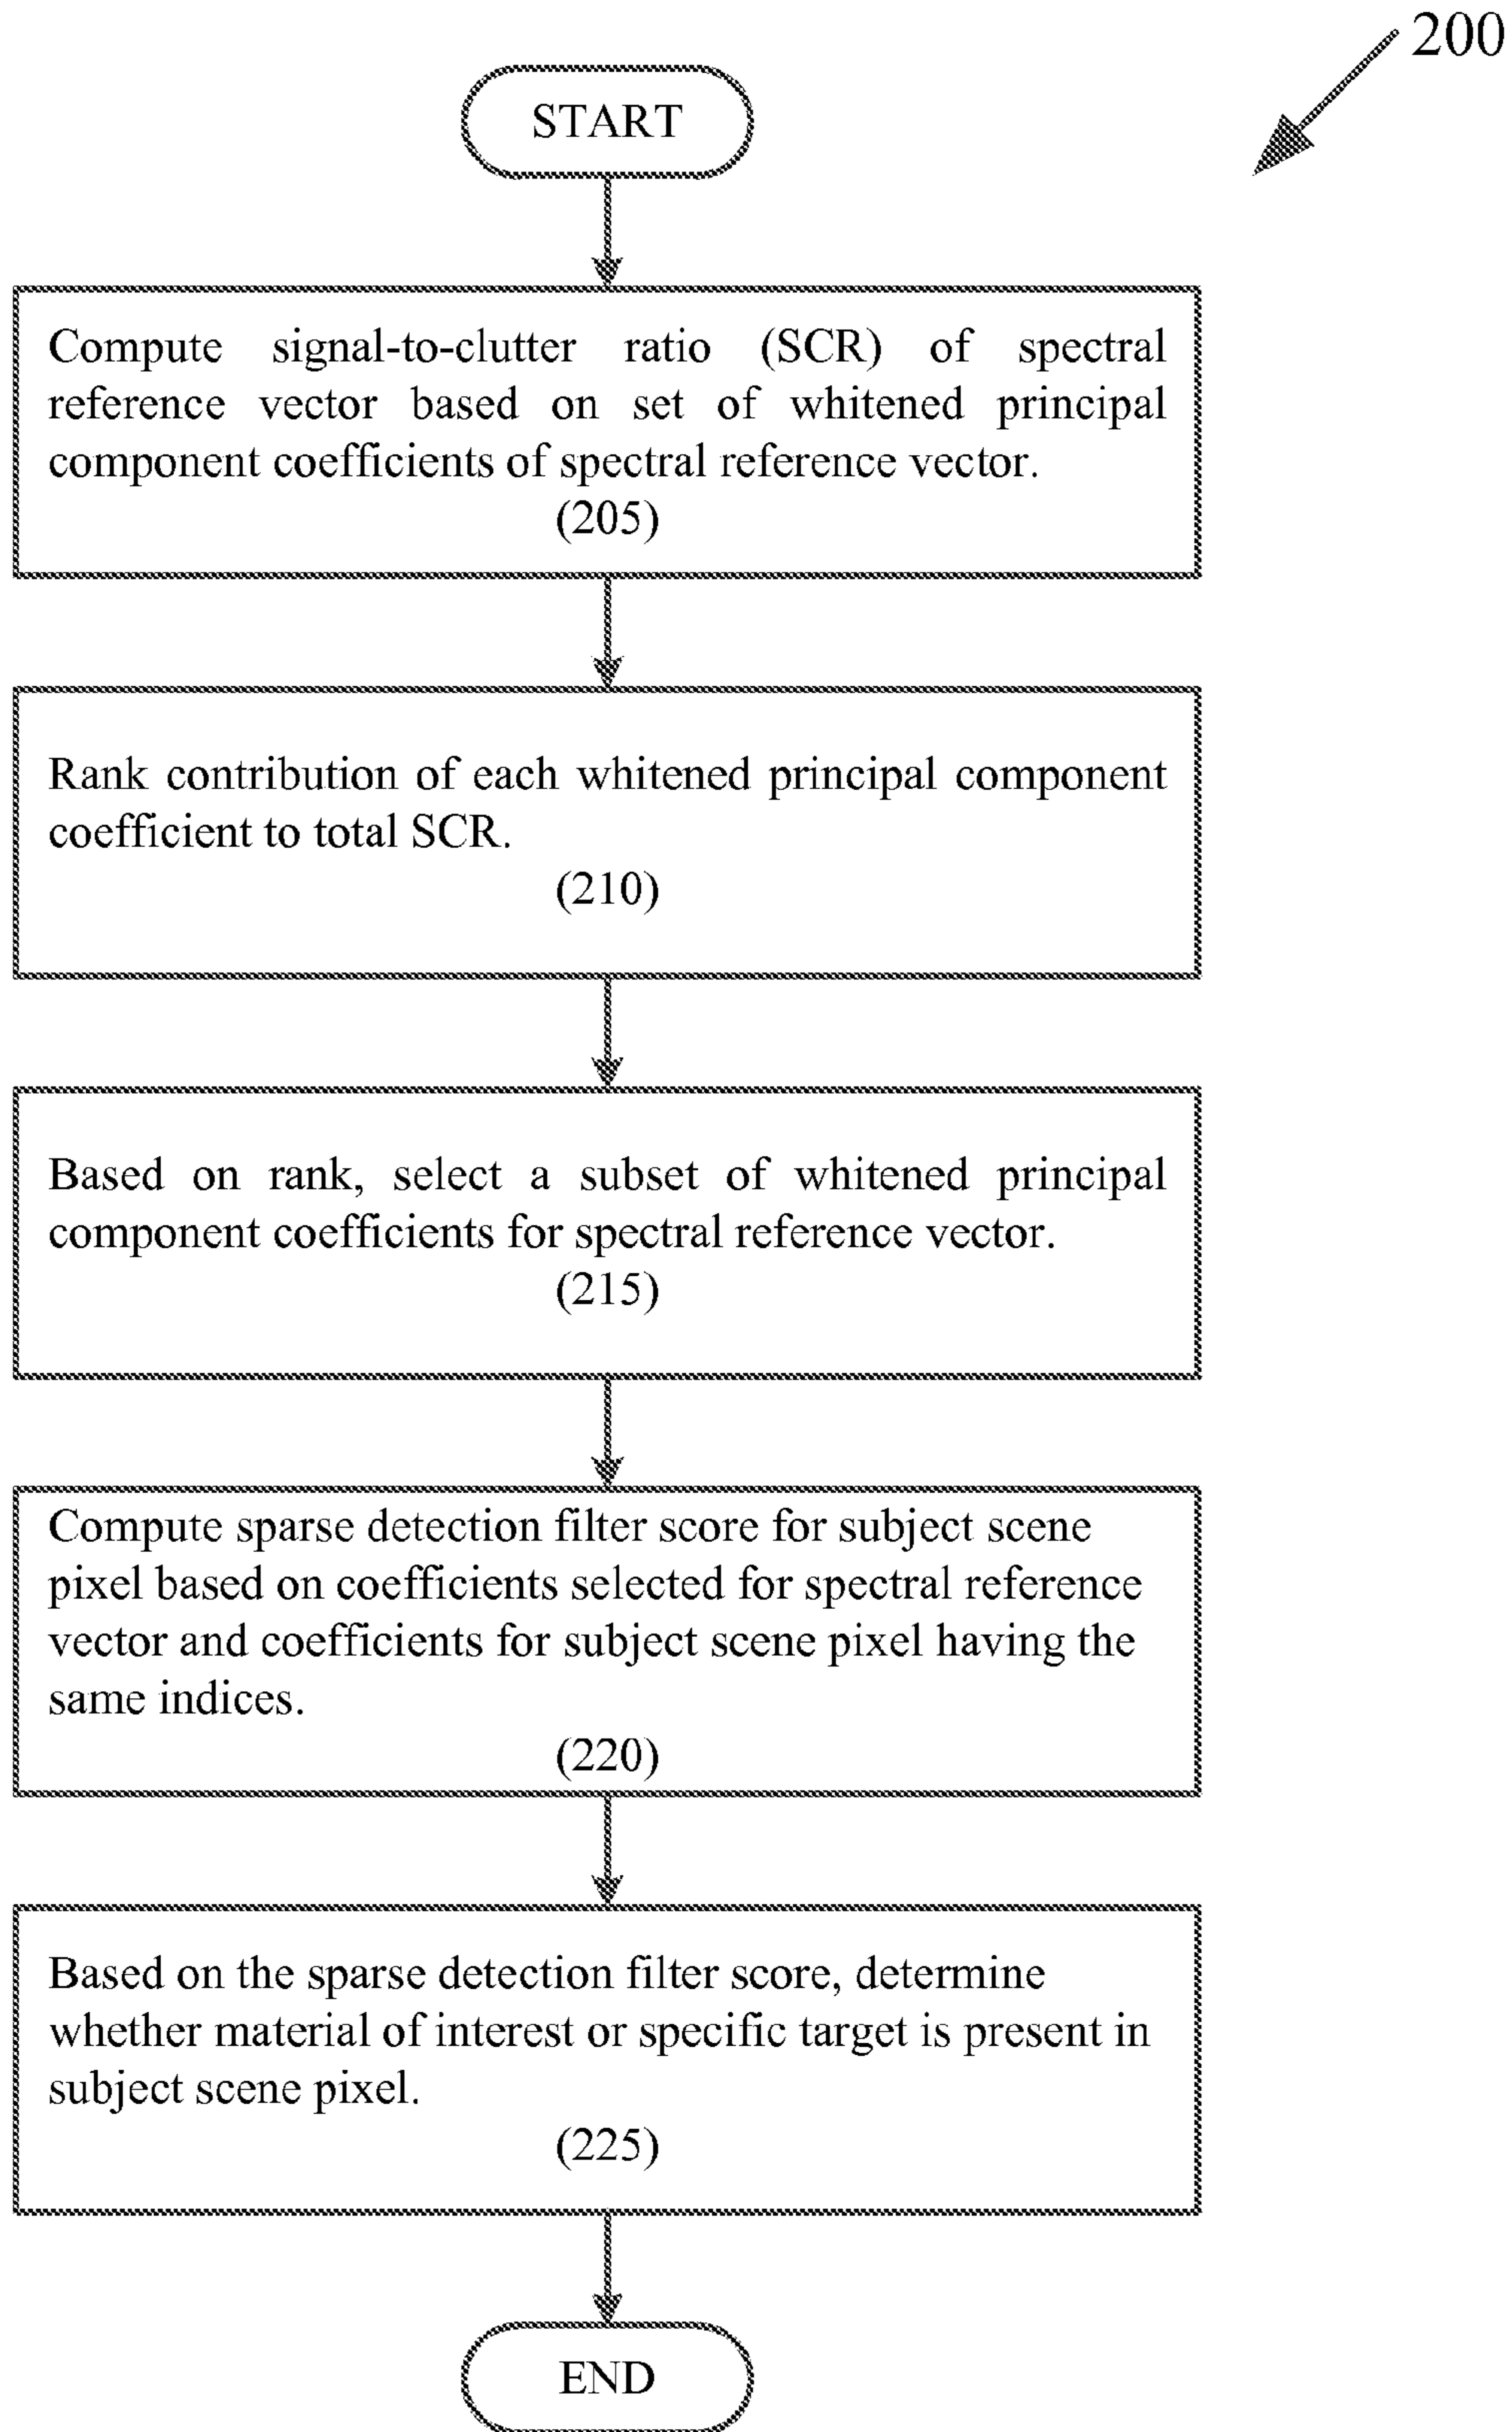 200
START
Compute signal-to-clutter ratio (SCR) of spectral
reference vector based on set of whitened principal
component coefficients of spectral reference vector.
(205)
Rank contribution of each whitened principal component
coefficient to total SCR.
(210)
Based on rank, select a subset of whitened principal
component coefficients for spectral reference vector.
(215)
Compute sparse detection filter score for subject scene
pixel based on coefficients selected for spectral reference
vector and coefficients for subject scene pixel having the
same indices.
(220)
Based on the sparse detection filter score, determine
whether material of interest or specific target is present in
subject scene pixel.
(225)
END